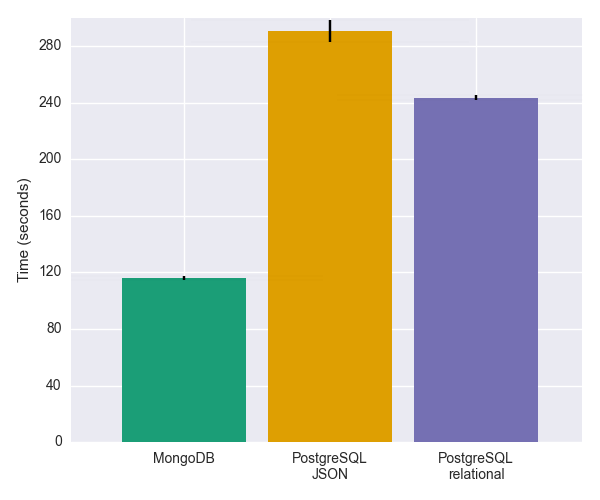 Time (seconds)
280
240
200
160
120
80
40
0
MongoDB
PostgreSQL
JSON
PostgreSQL
relational